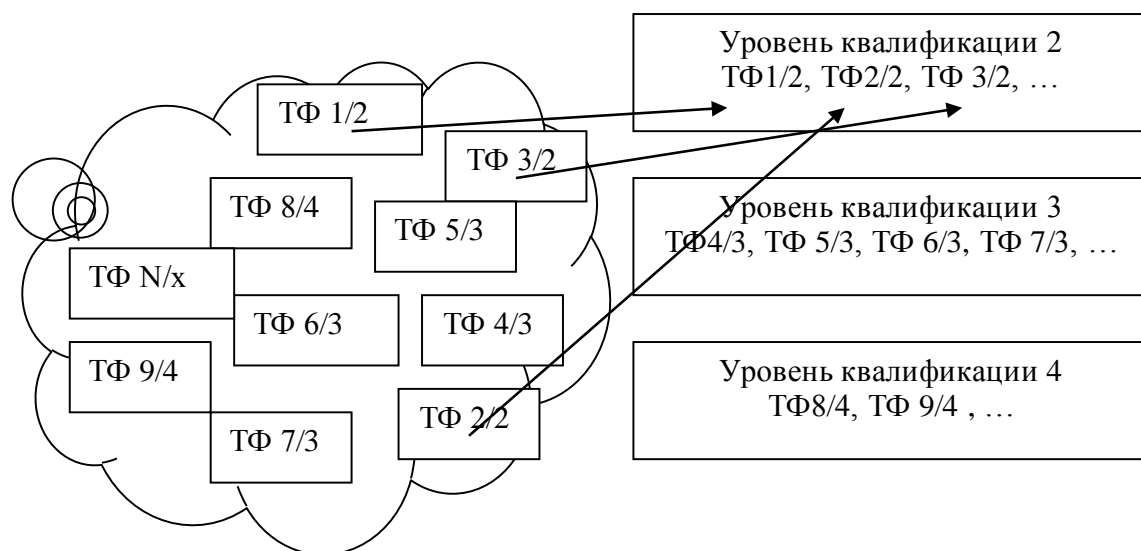 ТФ 1/2
ТФ 3/2
ТФ 8/4
ТФ 5/3
ТФ N/x
ТФ 6/3
ТФ 4/3
ТФ 9/4
ТФ 2/2
ТФ 7/3
Уровень квалификации 2
ТФ1/2, ТФ2/2, ТФ 3/2, …
Уровень квалификации 3
ТФ4/3, ТФ 5/3, ТФ 6/3, ТФ 7/3, …
Уровень квалификации 4
ТФ8/4, ТФ 9/4 , …